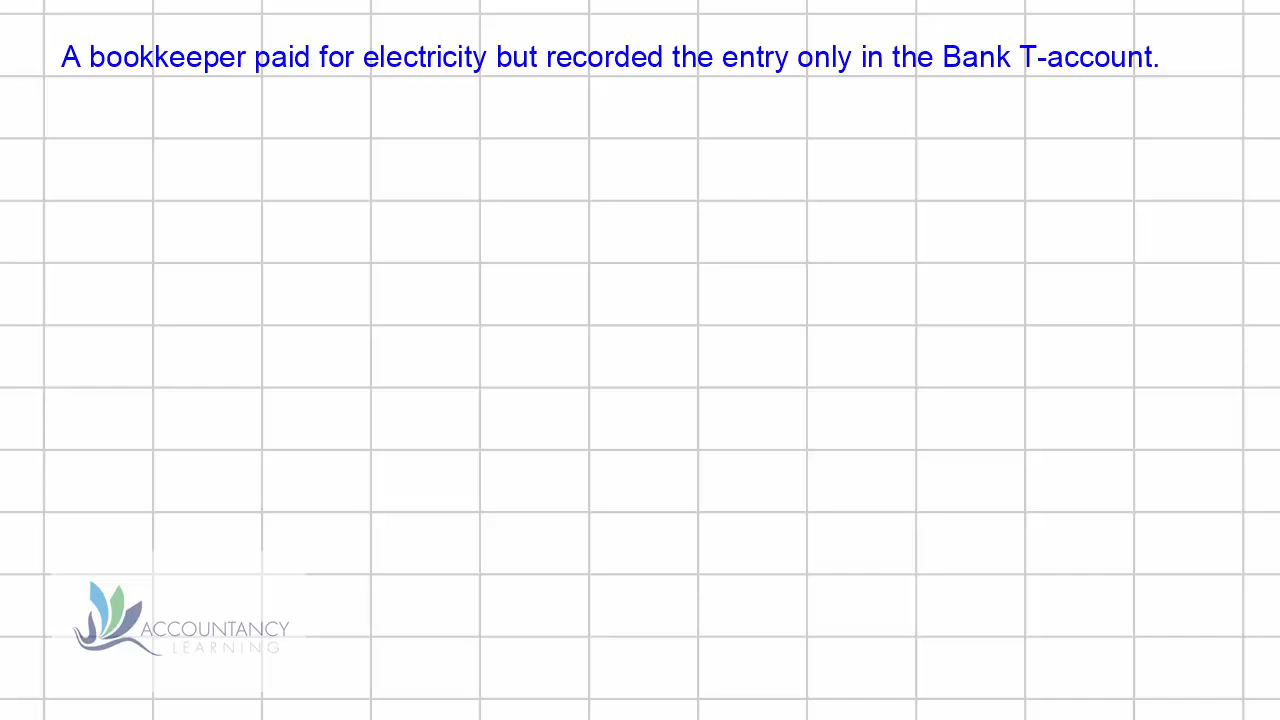 A bookkeeper paid for electricity but recorded the entry only in the Bank T-account.
ACCOUNTANCY
LEARNING